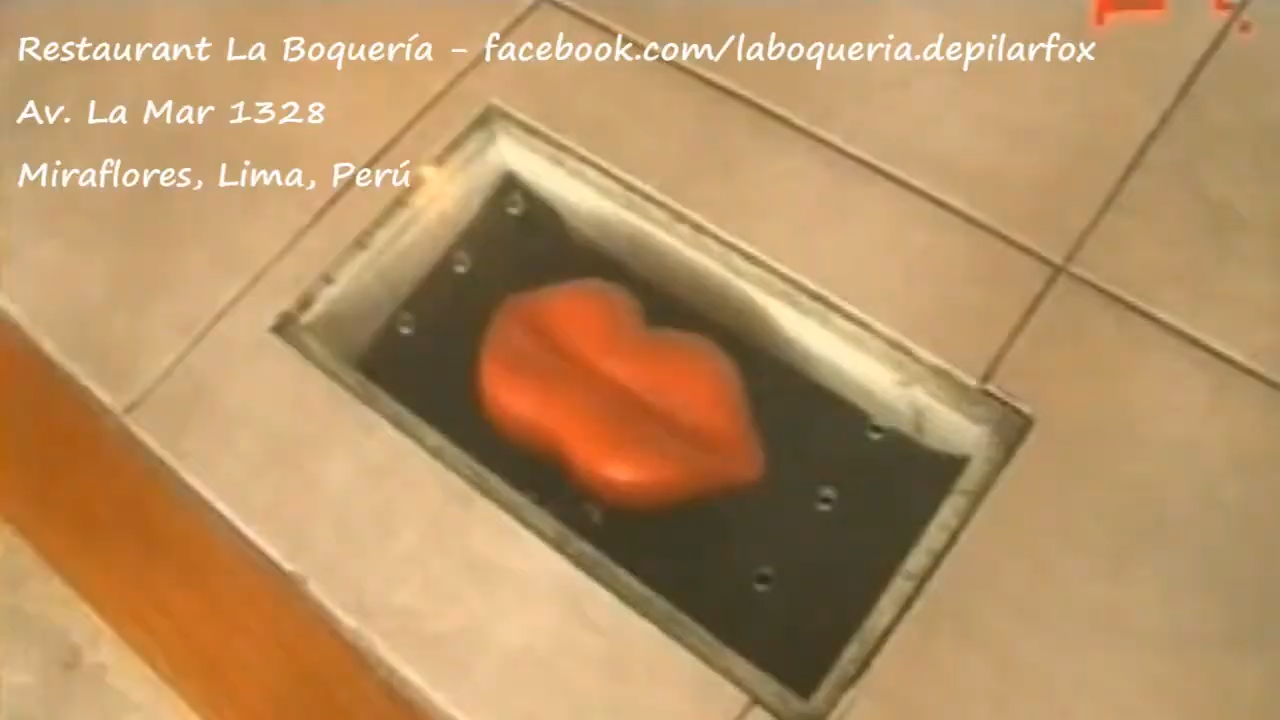 Restaurant La Boquería - facebook.com/laboqueria.depilarfox
Av. La Mar 1328
Miraflores, Lima, Perú